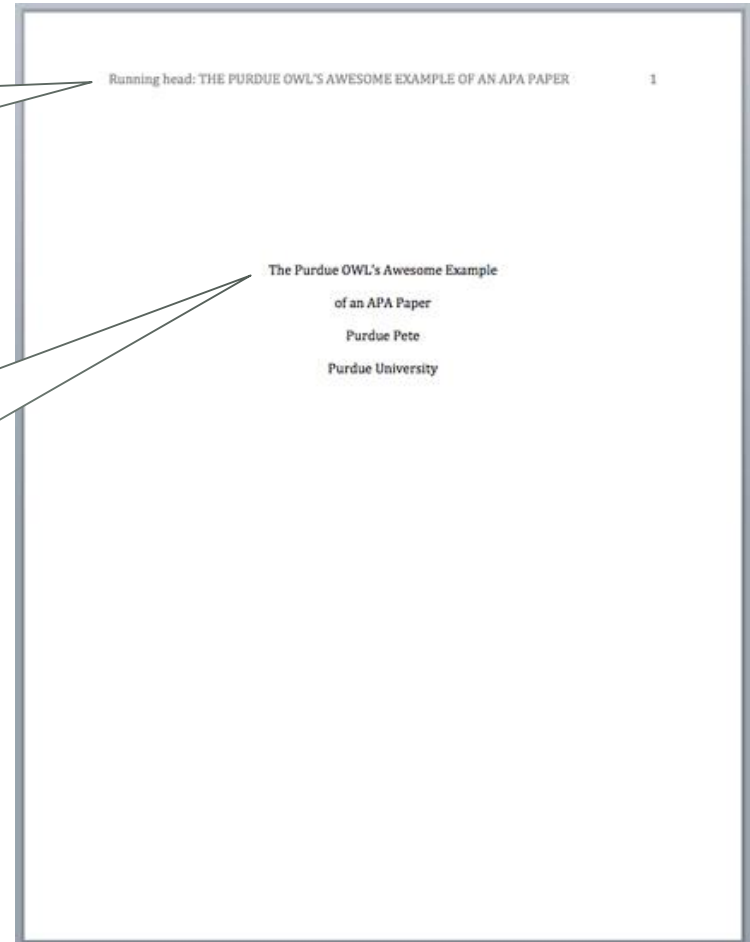 Running head: THE PURDUE OWL'S AWESOME EXAMPLE OF AN APA PAPER 1
The Purdue OWL's Awesome Example
of an APA Paper
Purdue Pete
Purdue University